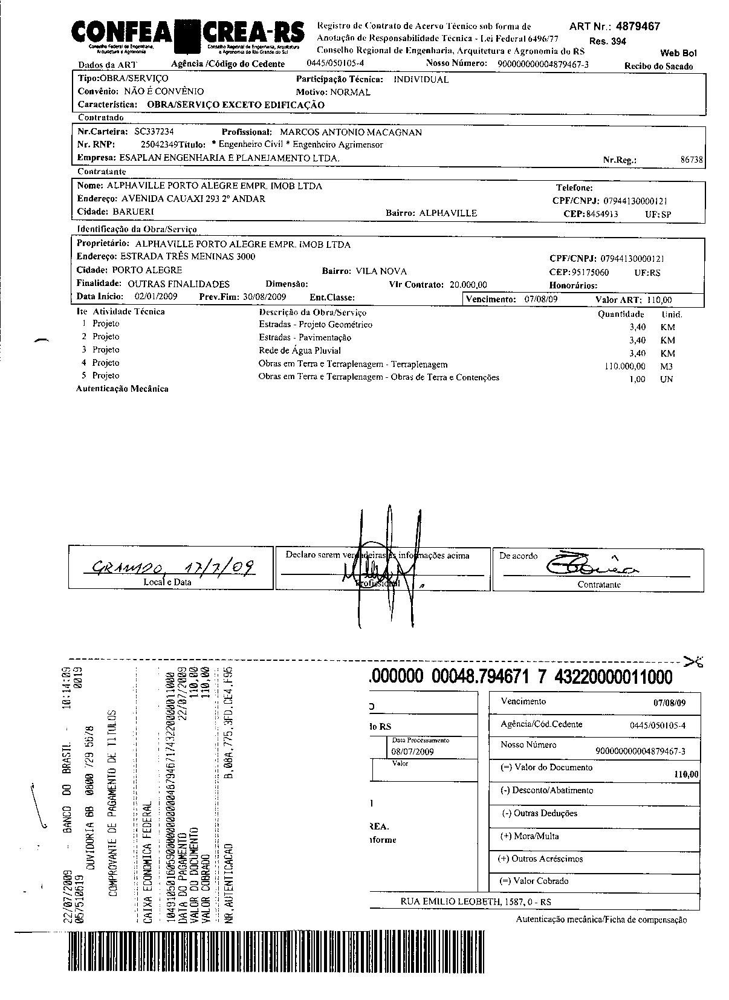 CONFEA CREA-RS
Conselho Federal de Engenharia, Arquitetura e Agronomia
Conselho Regional de Engenharia, Arquitetura e Agronomia do Rio Grande do Sul
Registro de Contrato de Acervo Técnico sob forma de
Anotação de Responsabilidade Técnica - Lei Federal 6496/77
Conselho Regional de Engenharia, Arquitetura e Agronomia do RS
ART Nr.: 4879467
Res. 394
Web Bol
Dados da ART Agência /Código do Cedente 0445/050105-4 Nosso Número: 900000000004879467-3 Recibo do Sacado
Tipo:OBRA/SERVIÇO Participação Técnica: INDIVIDUAL
Convênio: NÃO É CONVÊNIO Motivo: NORMAL
Característica: OBRA/SERVIÇO EXCETO EDIFICAÇÃO
Contratado
Nr.Carteira: SC337234 Profissional: MARCOS ANTONIO MACAGNAN
Nr. RNP: 25042349Título: * Engenheiro Civil * Engenheiro Agrimensor
Empresa: ESAPLAN ENGENHARIA E PLANEJAMENTO LTDA. Nr.Reg.: 86738
Contratante
Nome: ALPHAVILLE PORTO ALEGRE EMPR. IMOB LTDA Telefone:
Endereço: AVENIDA CAUAXI 293 2º ANDAR CPF/CNPJ: 07944130000121
Cidade: BARUERI Bairro: ALPHAVILLE CEP:8454913 UF:SP
Identificação da Obra/Serviço
Proprietário: ALPHAVILLE PORTO ALEGRE EMPR. IMOB LTDA
Endereço: ESTRADA TRÊS MENINAS 3000 CPF/CNPJ: 07944130000121
Cidade: PORTO ALEGRE Bairro: VILA NOVA CEP:95175060 UF:RS
Finalidade: OUTRAS FINALIDADES Dimensão: Vlr Contrato: 20.000,00 Honorários:
Data Início: 02/01/2009 Prev.Fim: 30/08/2009 Ent.Classe: Vencimento: 07/08/09 Valor ART: 110,00
Ite Atividade Técnica Descrição da Obra/Serviço Quantidade Unid.
1 Projeto Estradas - Projeto Geométrico 3,40 KM
2 Projeto Estradas - Pavimentação 3,40 KM
3 Projeto Rede de Água Pluvial 3,40 KM
4 Projeto Obras em Terra e Terraplenagem - Terraplenagem 110.000,00 M3
5 Projeto Obras em Terra e Terraplenagem - Obras de Terra e Contenções 1,00 UN
Autenticação Mecânica
GRAMADO, 17/7/09
Local e Data
Declaro serem verdadeiras as informações acima
Profissional
De acordo
Contratante
.000000 00048.794671 7 43220000011000
Vencimento 07/08/09
lo RS
Agência/Cód.Cedente 0445/050105-4
Data Processamento
08/07/2009
Nosso Número 900000000004879467-3
Valor
(=) Valor do Documento 110,00
(-) Desconto/Abatimento
(-) Outras Deduções
REA.
(+) Mora/Multa
nforme
(+) Outros Acréscimos
(=) Valor Cobrado
RUA EMILIO LEOBETH, 1587, 0 - RS
Autenticação mecânica/Ficha de compensação
22/07/2009 - BANCO DO BRASIL - 10:14:09
057510619 0019
OUVIDORIA BB 0800 729 5678
COMPROVANTE DE PAGAMENTO DE TITULOS
CAIXA ECONOMICA FEDERAL
DATA DO PAGAMENTO 22/07/2009
VALOR DO DOCUMENTO 110,00
VALOR COBRADO 110,00
NR.AUTENTICACAO B.08A.775.3FD.CE4.F95